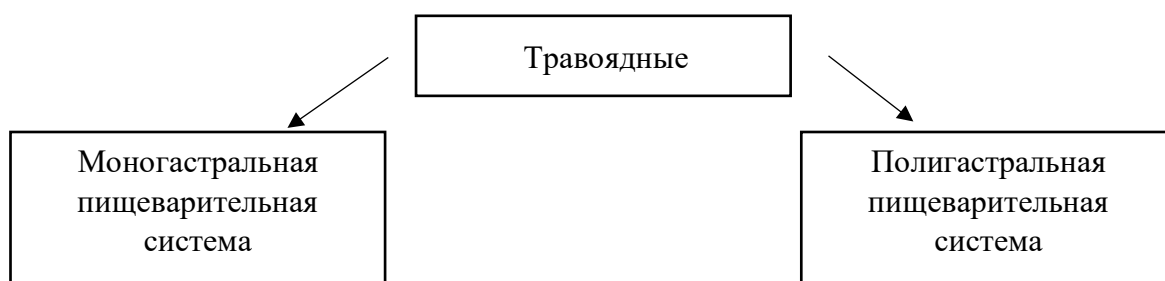 Травоядные
Моногастральная
пищеварительная
система
Полигастральная
пищеварительная
система